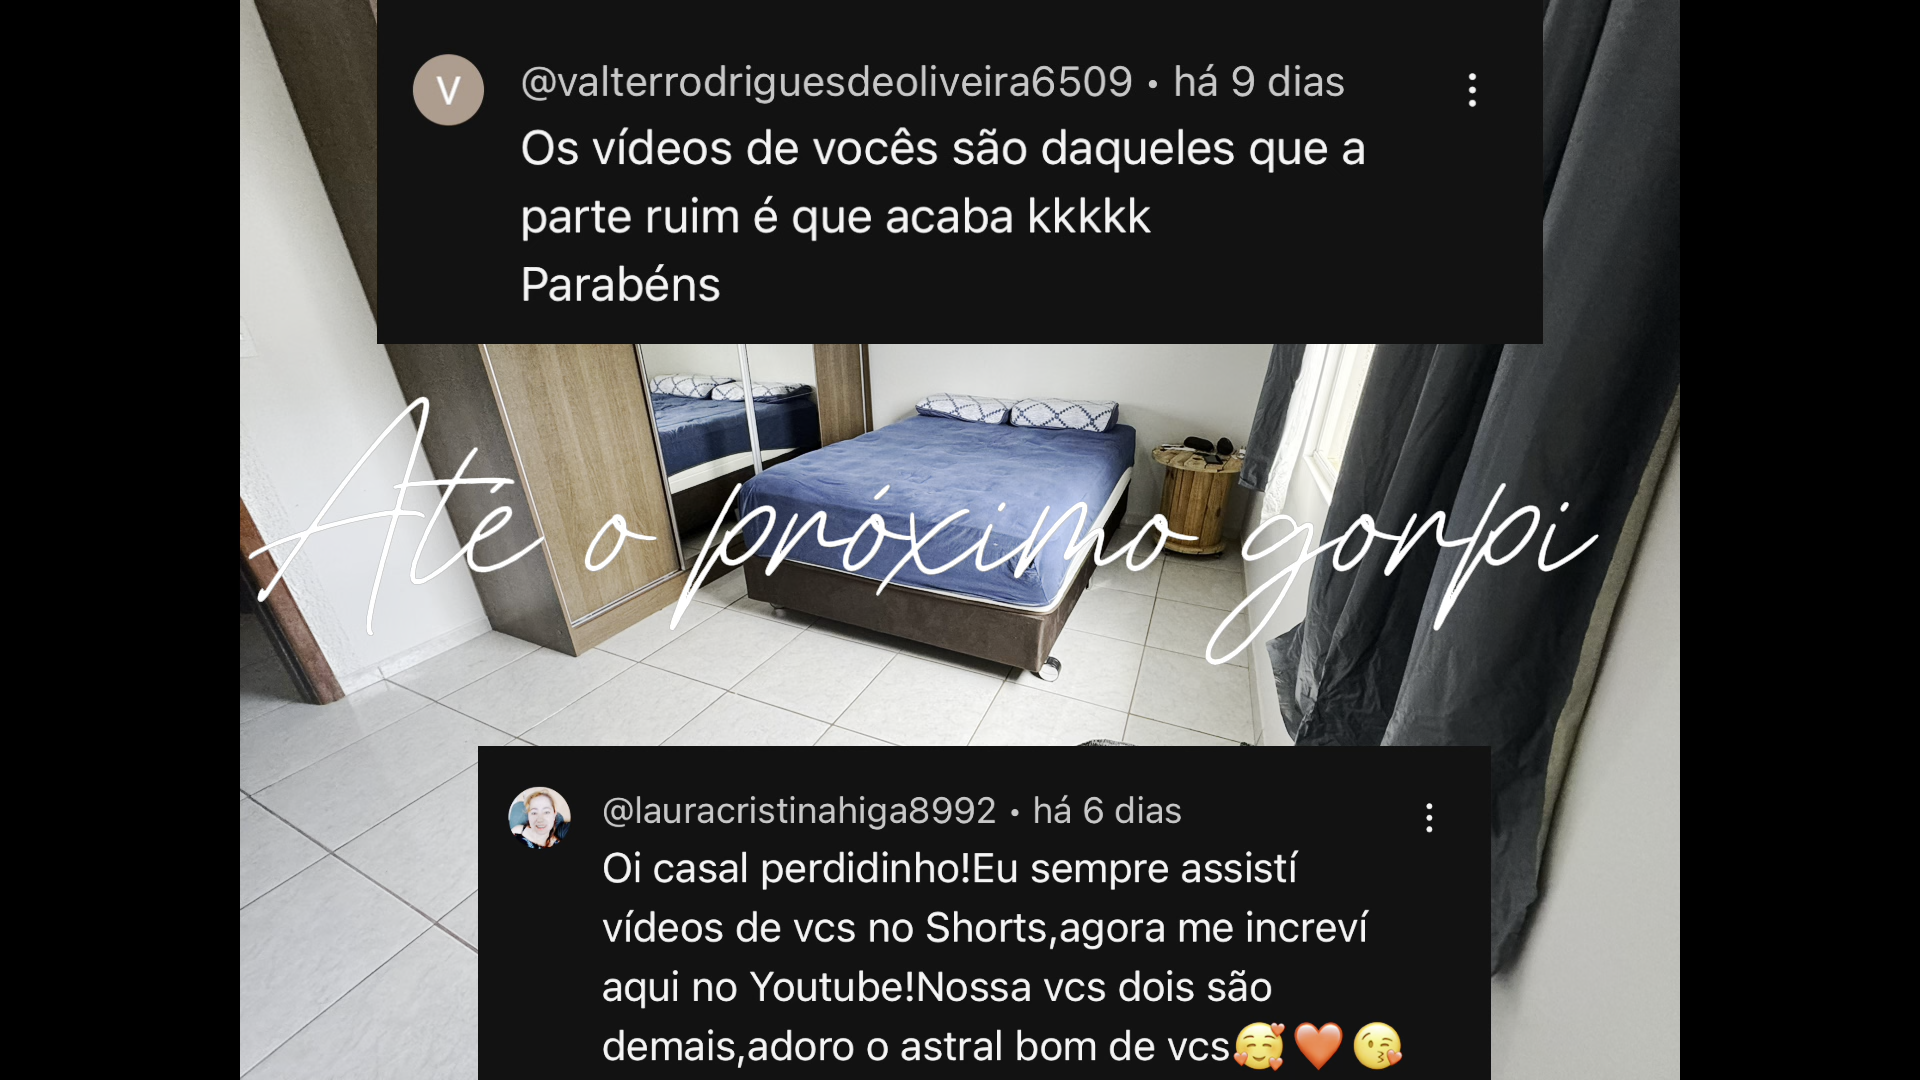 V
@valterrodriguesdeoliveira6509 • há 9 dias
Os vídeos de vocês são daqueles que a
parte ruim é que acaba kkkkk
Parabéns
Até o próximo gorpi
@lauracristinahiga8992 • há 6 dias
Oi casal perdidinho!Eu sempre assistí
vídeos de vcs no Shorts,agora me increví
aqui no Youtube!Nossa vcs dois são
demais,adoro o astral bom de vcs🥰❤️😘